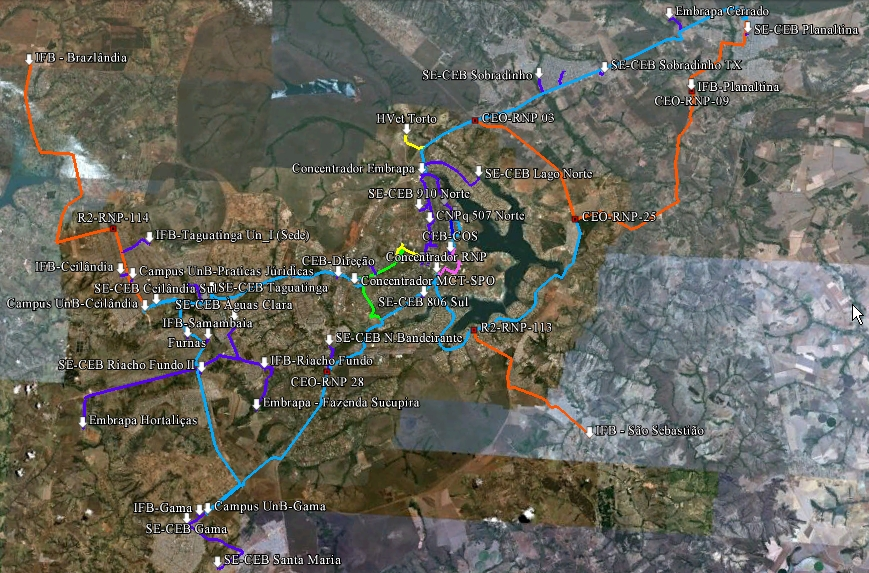 Embrapa Cerrado
SE-CEB Planaltina
IFB - Brazlândia
SE-CEB Sobradinho TX
SE-CEB Sobradinho
IFB-Planaltina
CEO-RNP-09
HVet Torto
CEO-RNP 03
Concentrador Embrapa
SE-CEB Lago Norte
SE-CEB 910 Norte
R2-RNP-114
CNPq 507 Norte
CEO-RNP-25
IFB-Taguatinga Un_I (Sede)
CEB-COS
CEB-Direção
Concentrador RNP
IFB-Ceilândia
Campus UnB-Praticas Juridicas
Concentrador MCT-SPO
SE-CEB Ceilândia Sul
SE-CEB Taguatinga
Campus UnB-Ceilândia
SE-CEB Aguas Clara
SE-CEB 806 Sul
IFB-Samambaia
R2-RNP-113
Furnas
SE-CEB N.Bandeirante
SE-CEB Riacho Fundo II
IFB-Riacho Fundo
CEO-RNP 28
Embrapa - Fazenda Sucupira
Embrapa Hortaliças
IFB - São Sebastião
IFB-Gama
Campus UnB-Gama
SE-CEB Gama
SE-CEB Santa Maria